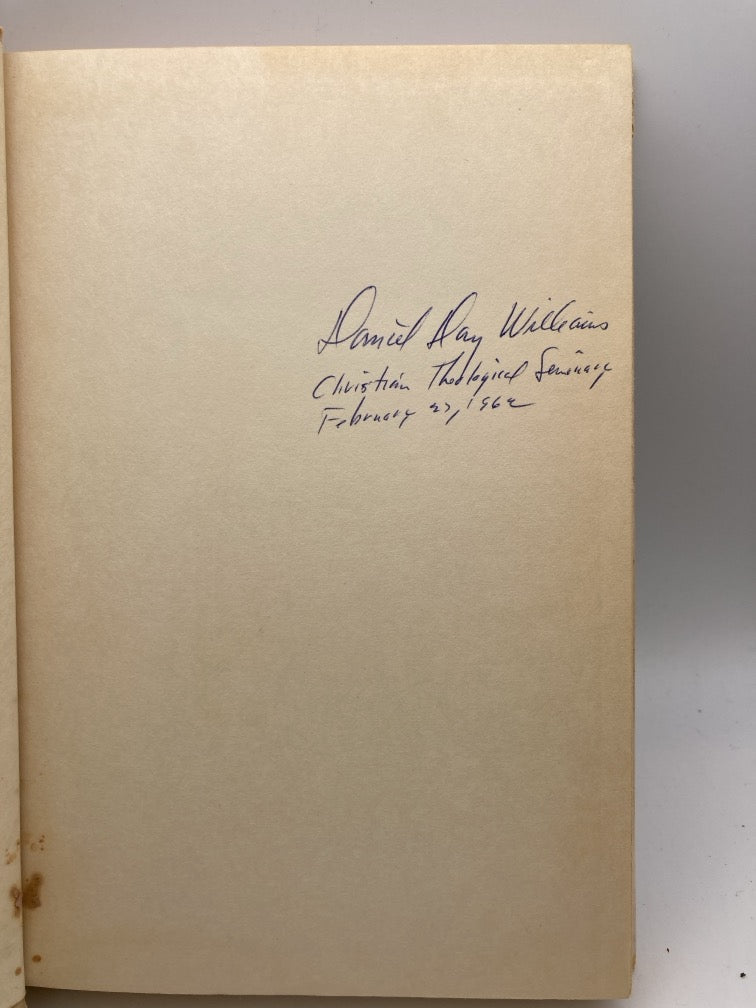 Daniel Day Williams
Christian Theological Seminary
February 27, 1962